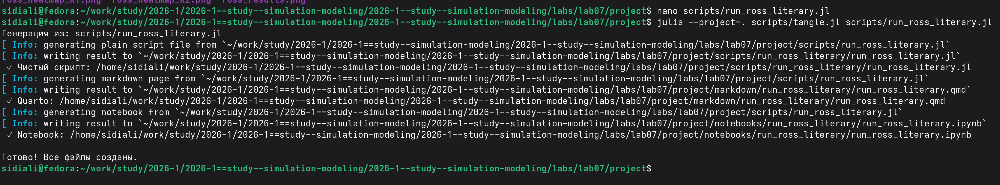 ross_heatmap_R1.png  ross_heatmap_R2.png  ross_results.png
sidiali@fedora:~/work/study/2026-1/2026-1==study--simulation-modeling/2026-1--study--simulation-modeling/labs/lab07/project$ nano scripts/run_ross_literary.jl
sidiali@fedora:~/work/study/2026-1/2026-1==study--simulation-modeling/2026-1--study--simulation-modeling/labs/lab07/project$ julia --project=. scripts/tangle.jl scripts/run_ross_literary.jl
Генерация из: scripts/run_ross_literary.jl
[ Info: generating plain script file from `~/work/study/2026-1/2026-1==study--simulation-modeling/2026-1--study--simulation-modeling/labs/lab07/project/scripts/run_ross_literary.jl`
[ Info: writing result to `~/work/study/2026-1/2026-1==study--simulation-modeling/2026-1--study--simulation-modeling/labs/lab07/project/scripts/run_ross_literary/run_ross_literary.jl`
 ✓ Чистый скрипт: /home/sidiali/work/study/2026-1/2026-1==study--simulation-modeling/2026-1--study--simulation-modeling/labs/lab07/project/scripts/run_ross_literary/run_ross_literary.jl
[ Info: generating markdown page from `~/work/study/2026-1/2026-1==study--simulation-modeling/2026-1--study--simulation-modeling/labs/lab07/project/scripts/run_ross_literary.jl`
[ Info: writing result to `~/work/study/2026-1/2026-1==study--simulation-modeling/2026-1--study--simulation-modeling/labs/lab07/project/markdown/run_ross_literary/run_ross_literary.qmd`
 ✓ Quarto: /home/sidiali/work/study/2026-1/2026-1==study--simulation-modeling/2026-1--study--simulation-modeling/labs/lab07/project/markdown/run_ross_literary/run_ross_literary.qmd
[ Info: generating notebook from `~/work/study/2026-1/2026-1==study--simulation-modeling/2026-1--study--simulation-modeling/labs/lab07/project/scripts/run_ross_literary.jl`
[ Info: writing result to `~/work/study/2026-1/2026-1==study--simulation-modeling/2026-1--study--simulation-modeling/labs/lab07/project/notebooks/run_ross_literary/run_ross_literary.ipynb`
 ✓ Notebook: /home/sidiali/work/study/2026-1/2026-1==study--simulation-modeling/2026-1--study--simulation-modeling/labs/lab07/project/notebooks/run_ross_literary/run_ross_literary.ipynb
Готово! Все файлы созданы.
sidiali@fedora:~/work/study/2026-1/2026-1==study--simulation-modeling/2026-1--study--simulation-modeling/labs/lab07/project$